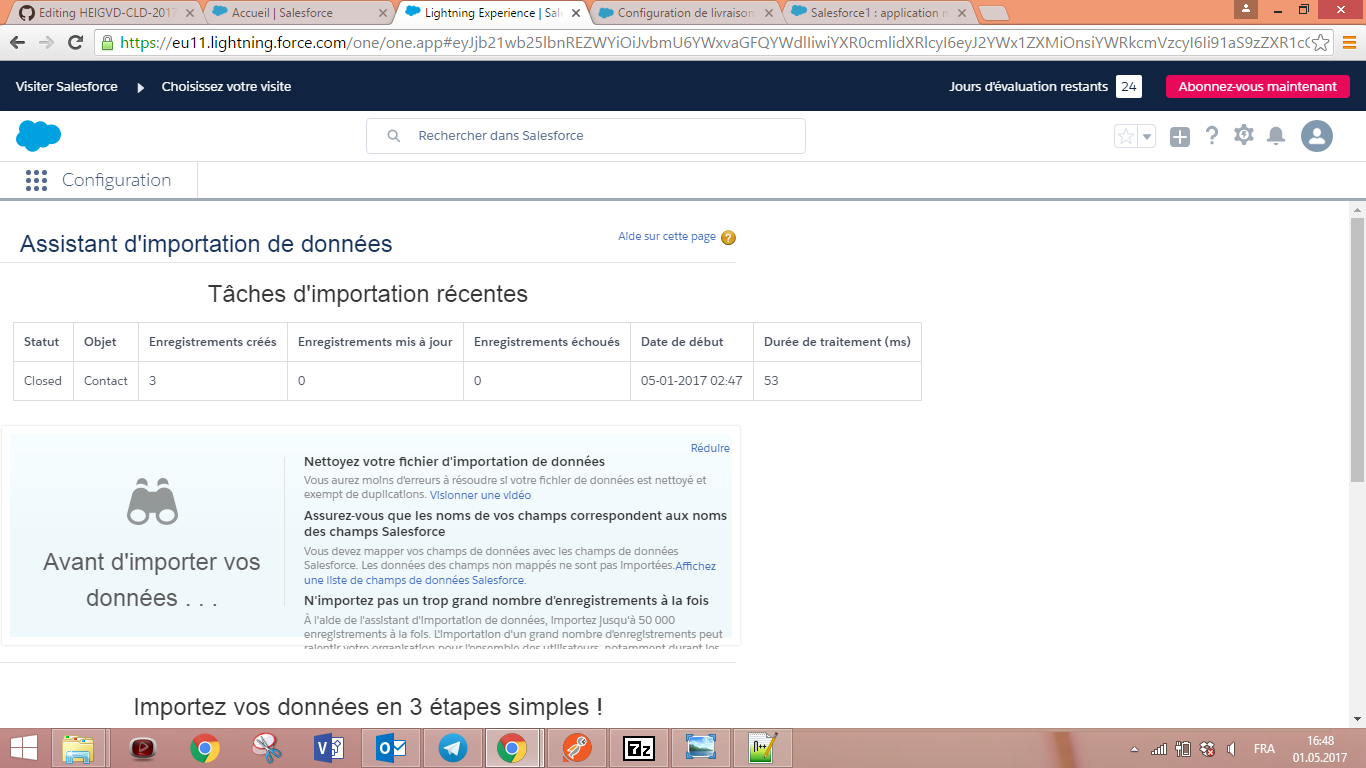 Editing HEIGVD-CLD-2017
Accueil | Salesforce
Lightning Experience | Sal
Configuration de livraison
Salesforce1 : application m
https://eu11.lightning.force.com/one/one.app#eyJjb21wb25lbnREZWYiOiJvbmU6YWxvaGFQYWdlIiwiYXR0cmlidXRlcyI6eyJ2YWx1ZXMiOnsiYWRkcmVzcyI6Ii91aS9zZXR1cC
Visiter Salesforce
Choisissez votre visite
Jours d'évaluation restants 24
Abonnez-vous maintenant
Rechercher dans Salesforce
Configuration
Assistant d'importation de données
Aide sur cette page ?
Tâches d'importation récentes
Statut Objet Enregistrements créés Enregistrements mis à jour Enregistrements échoués Date de début Durée de traitement (ms)
Closed Contact 3 0 0 05-01-2017 02:47 53
Réduire
Avant d'importer vos
données . . .
Nettoyez votre fichier d'importation de données
Vous aurez moins d'erreurs à résoudre si votre fichier de données est nettoyé et
exempt de duplications. Visionner une vidéo
Assurez-vous que les noms de vos champs correspondent aux noms
des champs Salesforce
Vous devez mapper vos champs de données avec les champs de données
Salesforce. Les données des champs non mappés ne sont pas importées.Affichez
une liste de champs de données Salesforce.
N'importez pas un trop grand nombre d'enregistrements à la fois
À l'aide de l'assistant d'importation de données, importez jusqu'à 50 000
enregistrements à la fois. L'importation d'un grand nombre d'enregistrements peut
ralentir votre organisation pour l'ensemble des utilisateurs, notamment durant les
Importez vos données en 3 étapes simples !
FRA
16:48
01.05.2017